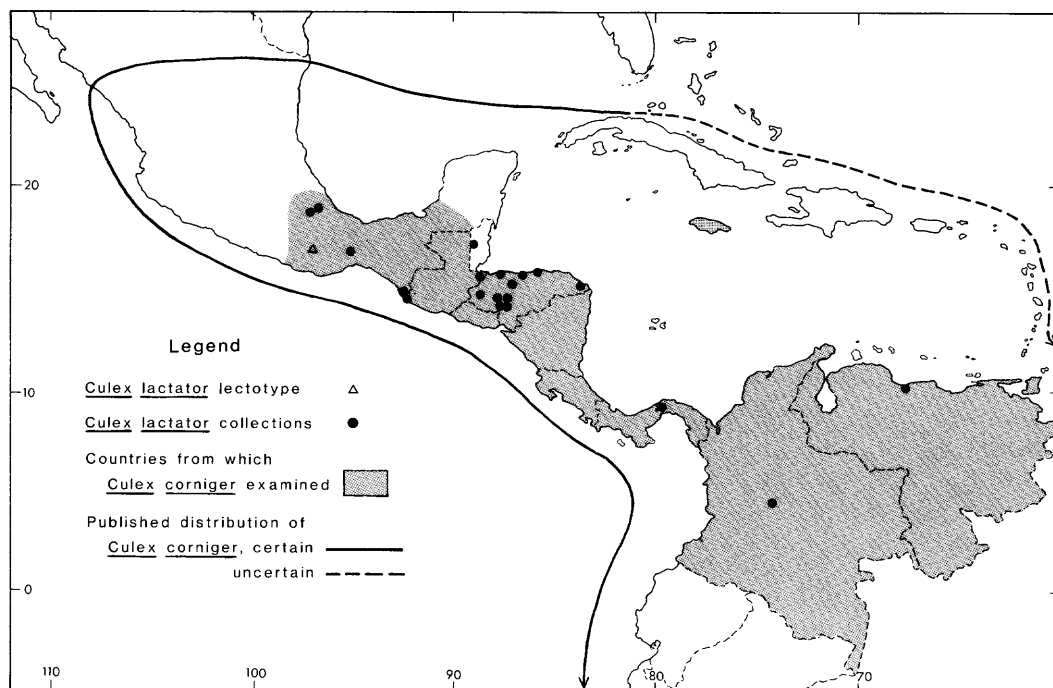 20
10
0
110
100
90
80
70
Legend
Culex lactator lectotype
Culex lactator collections
Countries from which
Culex corniger examined
Published distribution of
Culex corniger, certain
uncertain